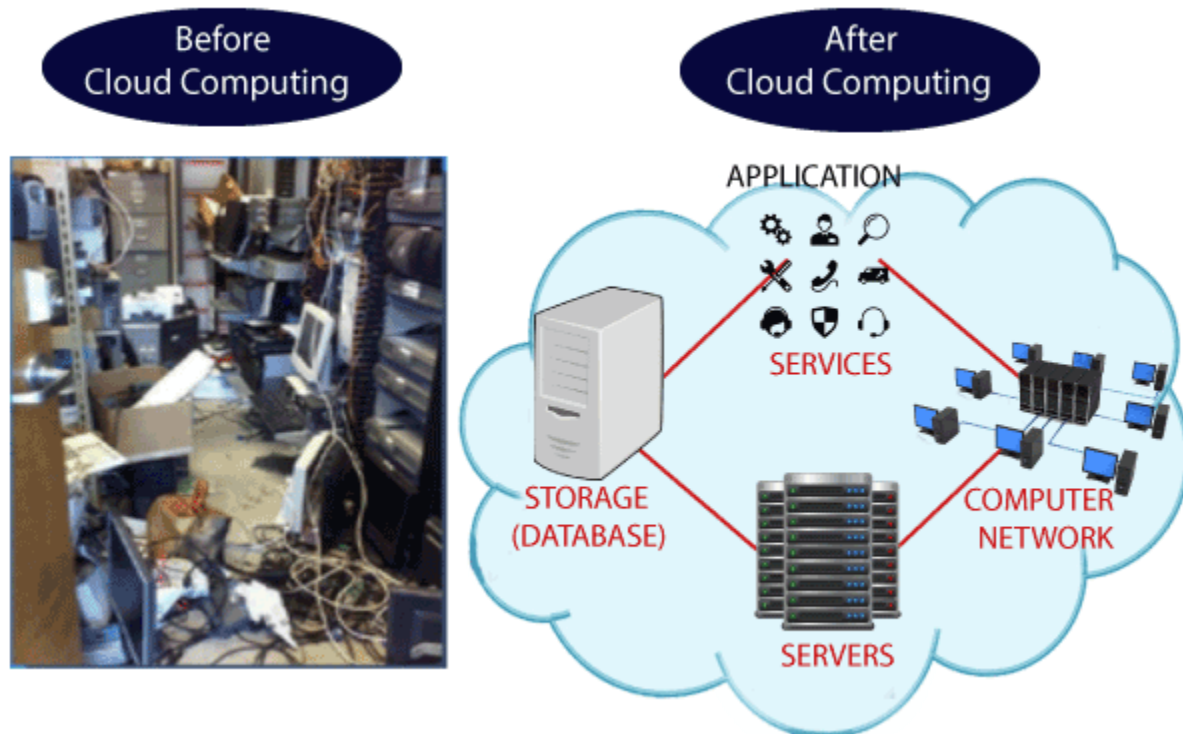 Before
Cloud Computing
After
Cloud Computing
APPLICATION
SERVICES
STORAGE
(DATABASE)
COMPUTER
NETWORK
SERVERS